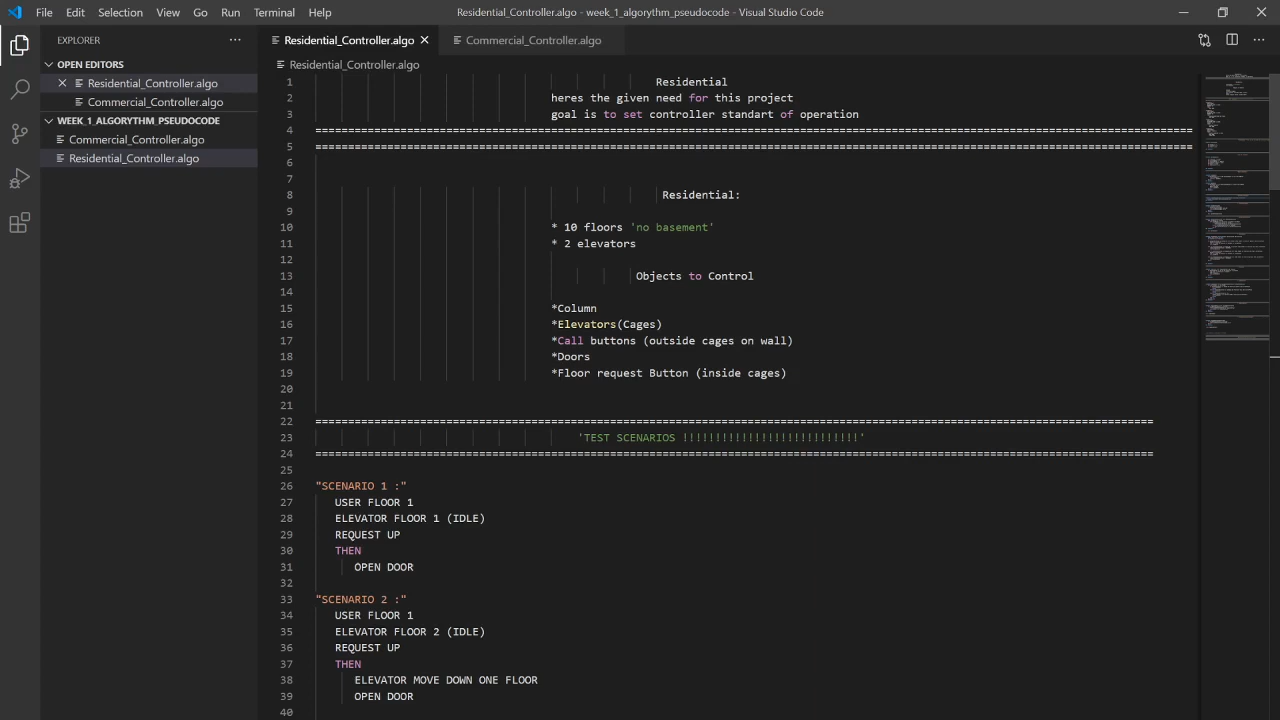 File Edit Selection View Go Run Terminal Help
Residential_Controller.algo - week_1_algorythm_pseudocode - Visual Studio Code
EXPLORER
OPEN EDITORS
Residential_Controller.algo
Commercial_Controller.algo
WEEK_1_ALGORYTHM_PSEUDOCODE
Commercial_Controller.algo
Residential_Controller.algo
Residential_Controller.algo Commercial_Controller.algo
Residential_Controller.algo
1 Residential
2 heres the given need for this project
3 goal is to set controller standart of operation
4 ======================================================================================================================================
5 ======================================================================================================================================
6
7
8 Residential:
9
10 * 10 floors 'no basement'
11 * 2 elevators
12
13 Objects to Control
14
15 *Column
16 *Elevators(Cages)
17 *Call buttons (outside cages on wall)
18 *Doors
19 *Floor request Button (inside cages)
20
21
22 ================================================================================================================================
23 'TEST SCENARIOS !!!!!!!!!!!!!!!!!!!!!!!!!!!'
24 ================================================================================================================================
25
26 "SCENARIO 1 :"
27 USER FLOOR 1
28 ELEVATOR FLOOR 1 (IDLE)
29 REQUEST UP
30 THEN
31 OPEN DOOR
32
33 "SCENARIO 2 :"
34 USER FLOOR 1
35 ELEVATOR FLOOR 2 (IDLE)
36 REQUEST UP
37 THEN
38 ELEVATOR MOVE DOWN ONE FLOOR
39 OPEN DOOR
40